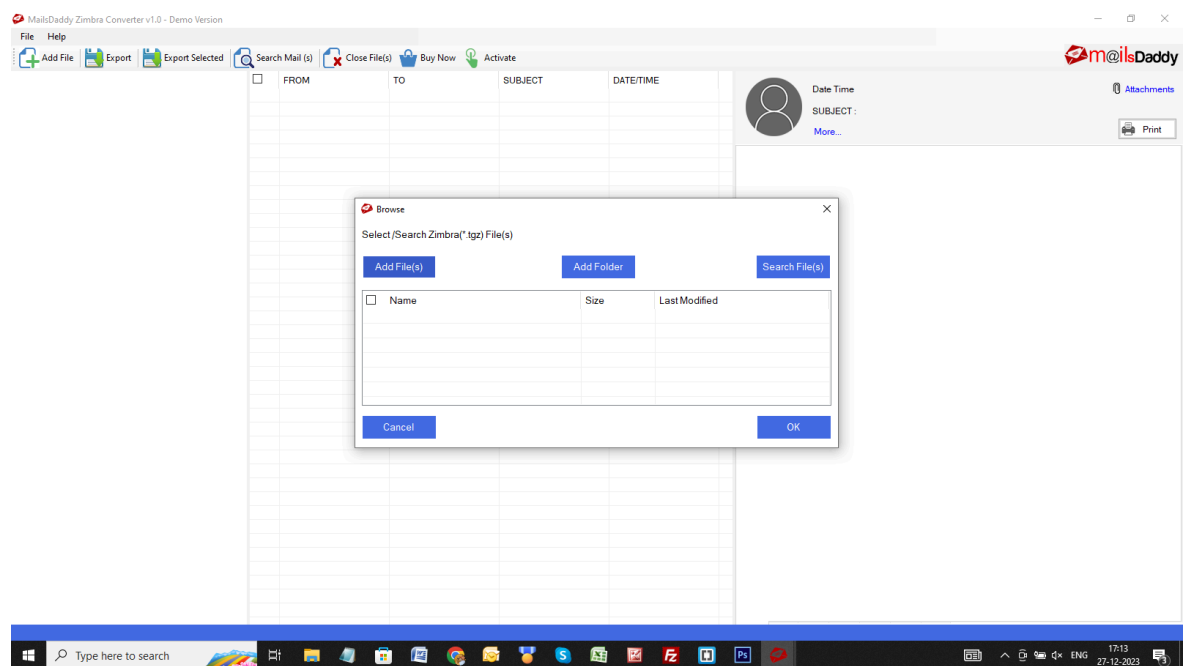 MailsDaddy Zimbra Converter v1.0 - Demo Version
File Help
Add File Export Export Selected Search Mail (s) Close File(s) Buy Now Activate
m@ilsDaddy
FROM TO SUBJECT DATE/TIME
Date Time
Attachments
SUBJECT :
More...
Print
Browse
Select /Search Zimbra(*.tgz) File(s)
Add File(s) Add Folder Search File(s)
Name Size Last Modified
Cancel OK
Type here to search
S
Fz
Ps
ENG
17:13
27-12-2023
3